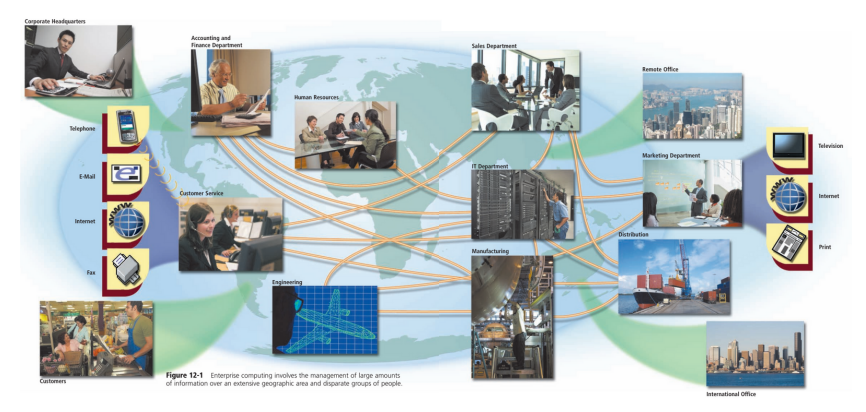 Corporate Headquarters
Accounting and
Finance Department
Sales Department
Remote Office
Human Resources
Telephone
Television
E-Mail
IT Department
Marketing Department
Customer Service
Internet
Internet
Distribution
Print
Manufacturing
Fax
Engineering
Customers
Figure 12-1 Enterprise computing involves the management of large amounts
of information over an extensive geographic area and disparate groups of people.
International Office